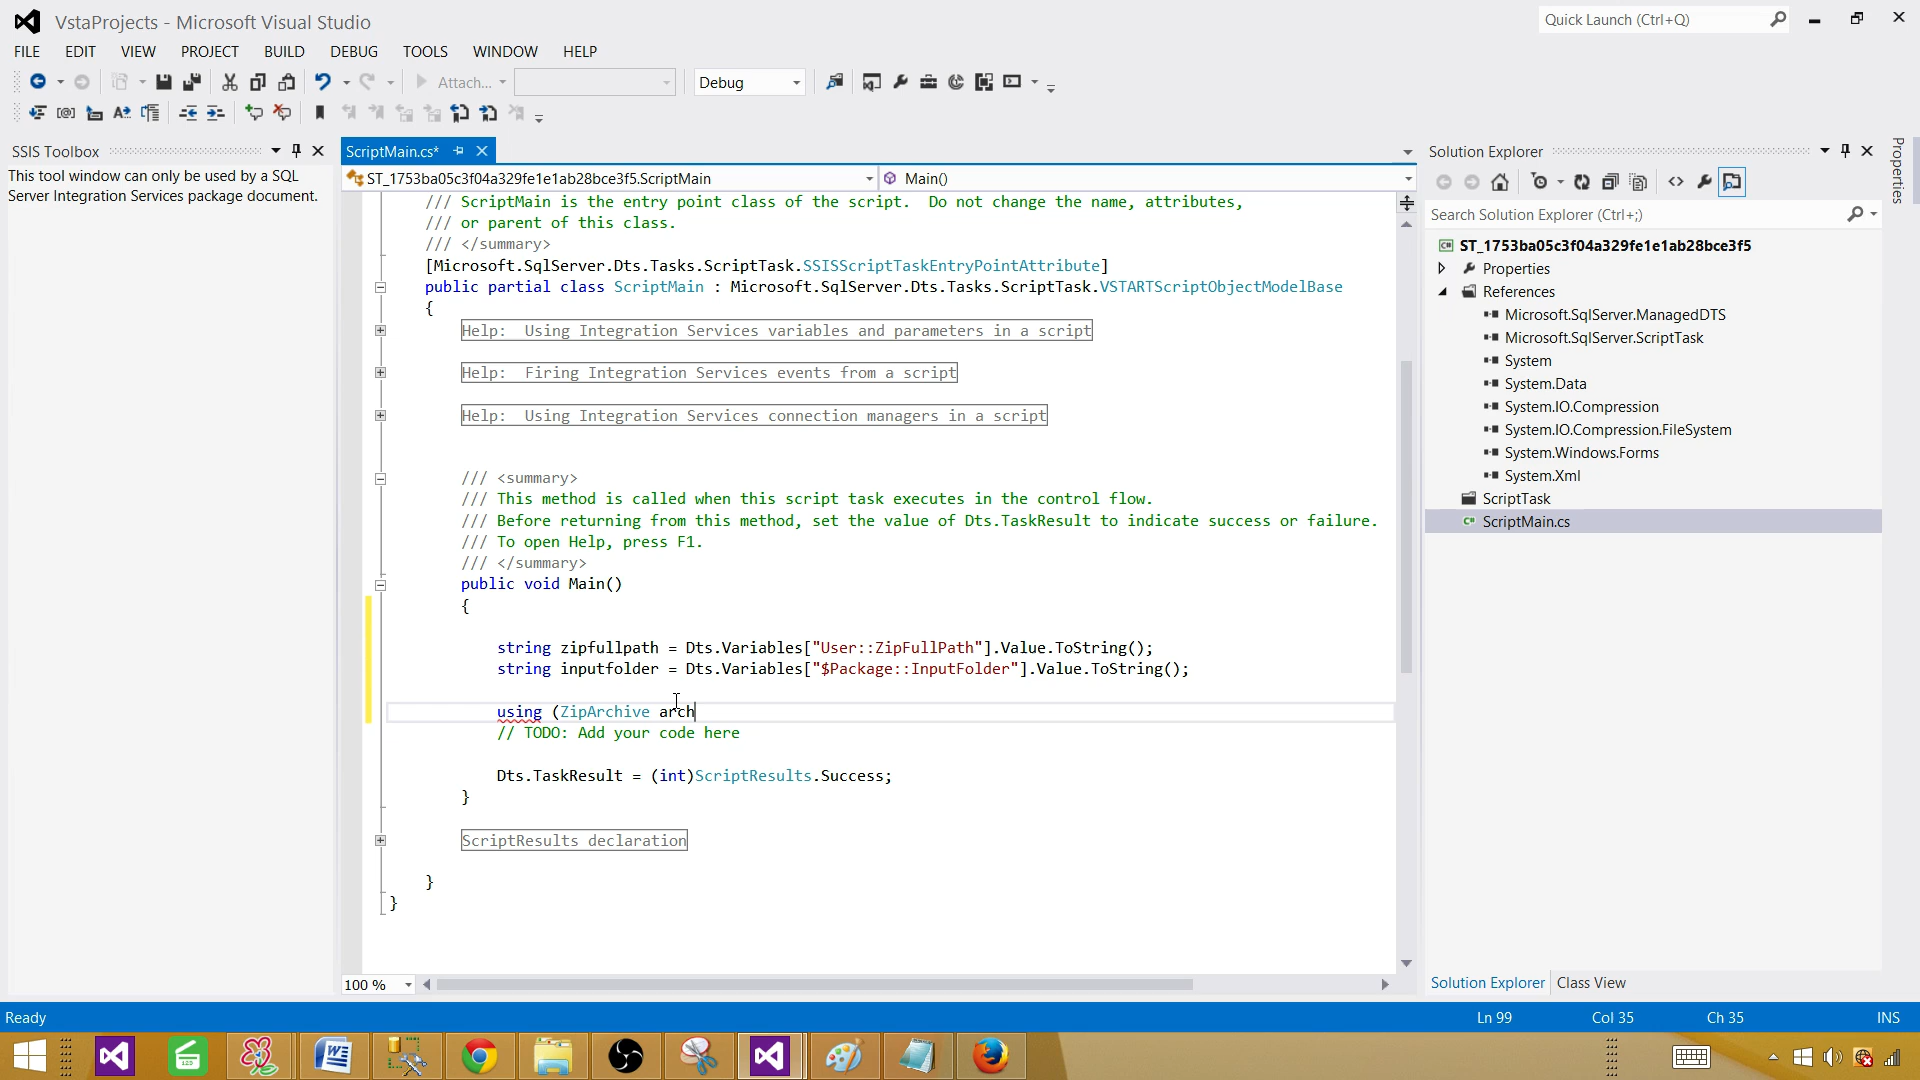 VstaProjects - Microsoft Visual Studio
Quick Launch (Ctrl+Q)
FILE EDIT VIEW PROJECT BUILD DEBUG TOOLS WINDOW HELP
Attach...
Debug
SSIS Toolbox
This tool window can only be used by a SQL
Server Integration Services package document.
ScriptMain.cs*
ST_1753ba05c3f04a329fe1e1ab28bce3f5.ScriptMain
Main()
/// ScriptMain is the entry point class of the script.  Do not change the name, attributes,
/// or parent of this class.
/// </summary>
[Microsoft.SqlServer.Dts.Tasks.ScriptTask.SSISScriptTaskEntryPointAttribute]
public partial class ScriptMain : Microsoft.SqlServer.Dts.Tasks.ScriptTask.VSTARTScriptObjectModelBase
{
Help:  Using Integration Services variables and parameters in a script
Help:  Firing Integration Services events from a script
Help:  Using Integration Services connection managers in a script
/// <summary>
/// This method is called when this script task executes in the control flow.
/// Before returning from this method, set the value of Dts.TaskResult to indicate success or failure.
/// To open Help, press F1.
/// </summary>
public void Main()
{
string zipfullpath = Dts.Variables["User::ZipFullPath"].Value.ToString();
string inputfolder = Dts.Variables["$Package::InputFolder"].Value.ToString();
using (ZipArchive arch
// TODO: Add your code here
Dts.TaskResult = (int)ScriptResults.Success;
}
ScriptResults declaration
}
}
100 %
Solution Explorer
Search Solution Explorer (Ctrl+;)
ST_1753ba05c3f04a329fe1e1ab28bce3f5
Properties
References
Microsoft.SqlServer.ManagedDTS
Microsoft.SqlServer.ScriptTask
System
System.Data
System.IO.Compression
System.IO.Compression.FileSystem
System.Windows.Forms
System.Xml
ScriptTask
ScriptMain.cs
Solution Explorer Class View
Properties
Ready
Ln 99 Col 35 Ch 35 INS